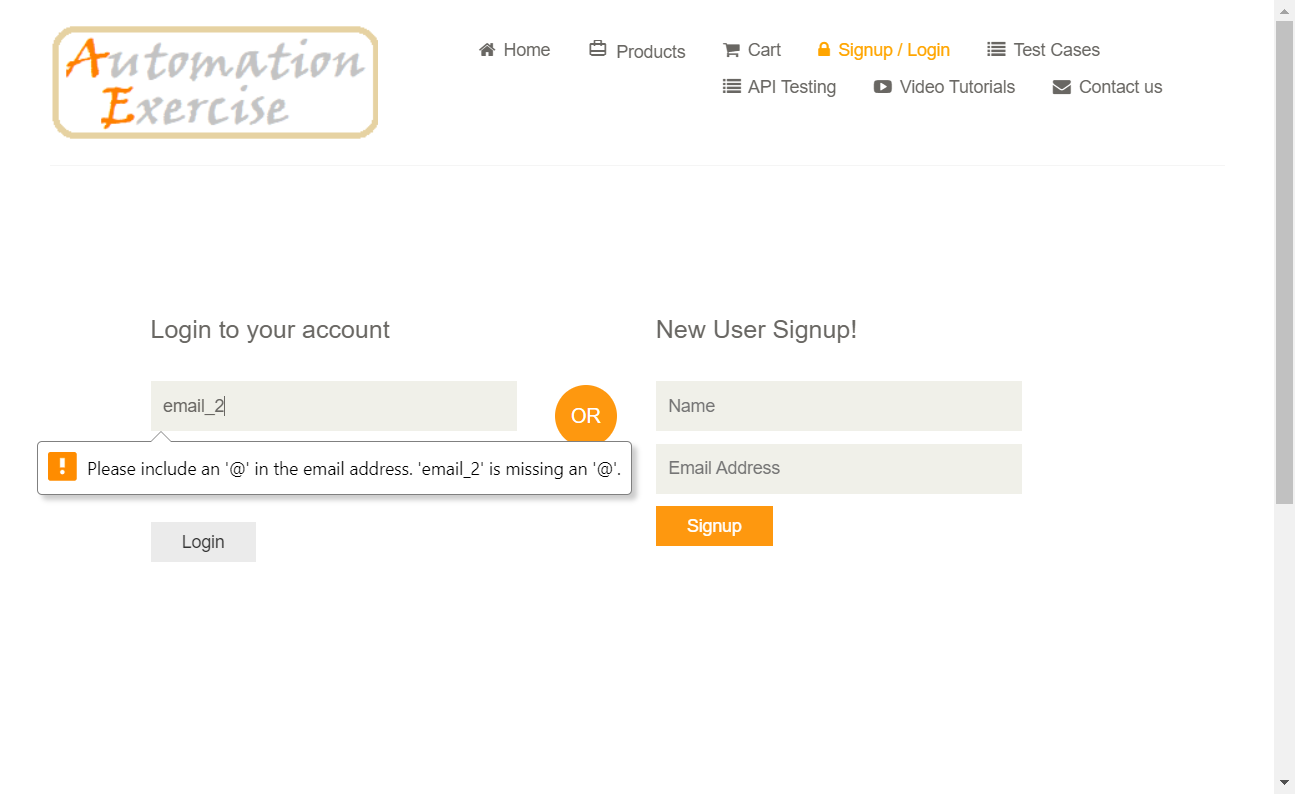 Automation
Exercise
Home Products Cart Signup / Login Test Cases
API Testing Video Tutorials Contact us
Login to your account
email_2
Please include an '@' in the email address. 'email_2' is missing an '@'.
Login
OR
New User Signup!
Name
Email Address
Signup